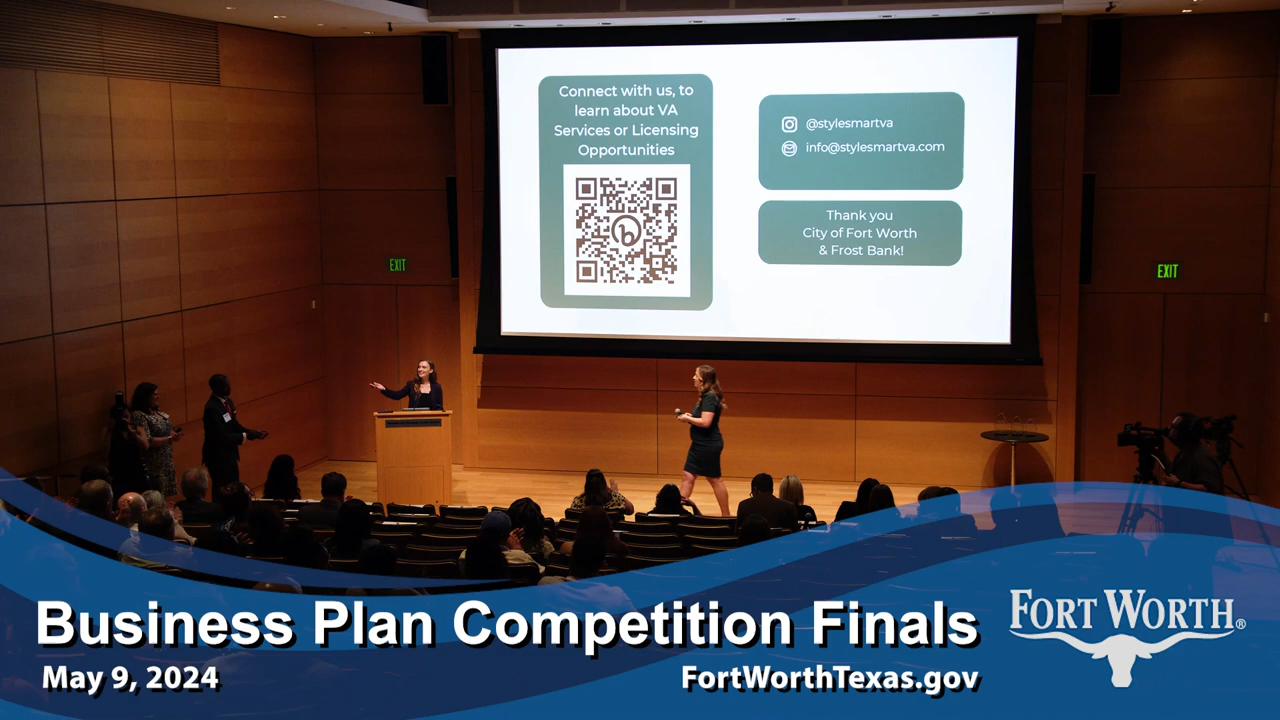 Connect with us, to
learn about VA
Services or Licensing
Opportunities
b
@stylesmartva
info@stylesmartva.com
Thank you
City of Fort Worth
& Frost Bank!
EXIT
EXIT
Business Plan Competition Finals
May 9, 2024
FortWorthTexas.gov
FORT WORTH®